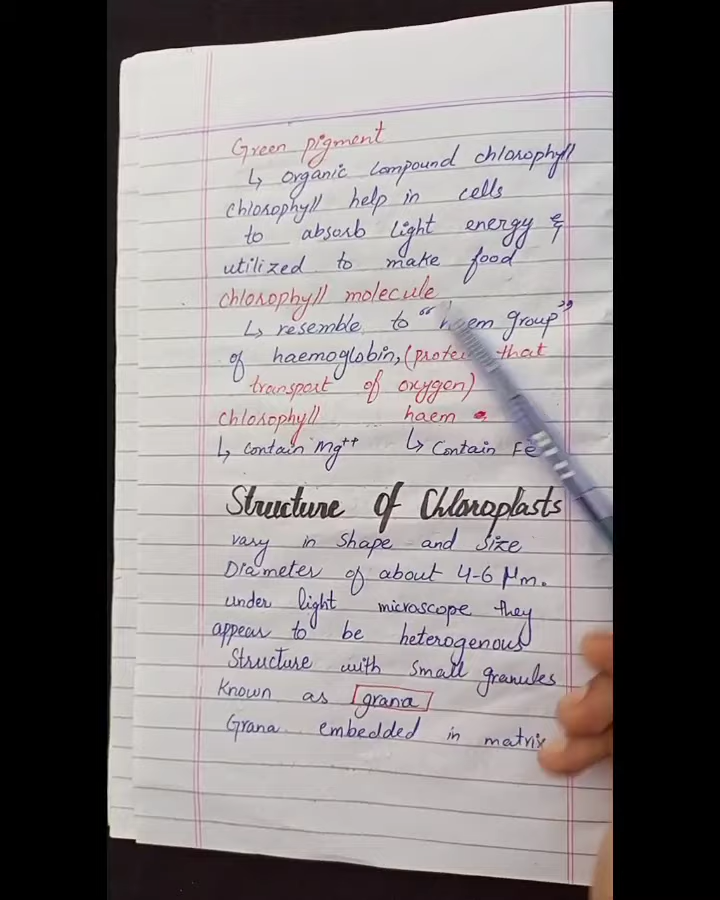 Green pigment
↳ organic compound chlorophyll
chlorophyll help in cells
to absorb light energy &
utilized to make food
chlorophyll molecule
↳ resemble to "haem group"
of haemoglobin, (protein that
transport of oxygen)
chlorophyll haem
↳ contain Mg++ ↳ Contain Fe
Structure of Chloroplasts
vary in shape and size
Diameter of about 4-6 μm.
under light microscope they
appear to be heterogenous
Structure with small granules
Known as grana
Grana embedded in matrix